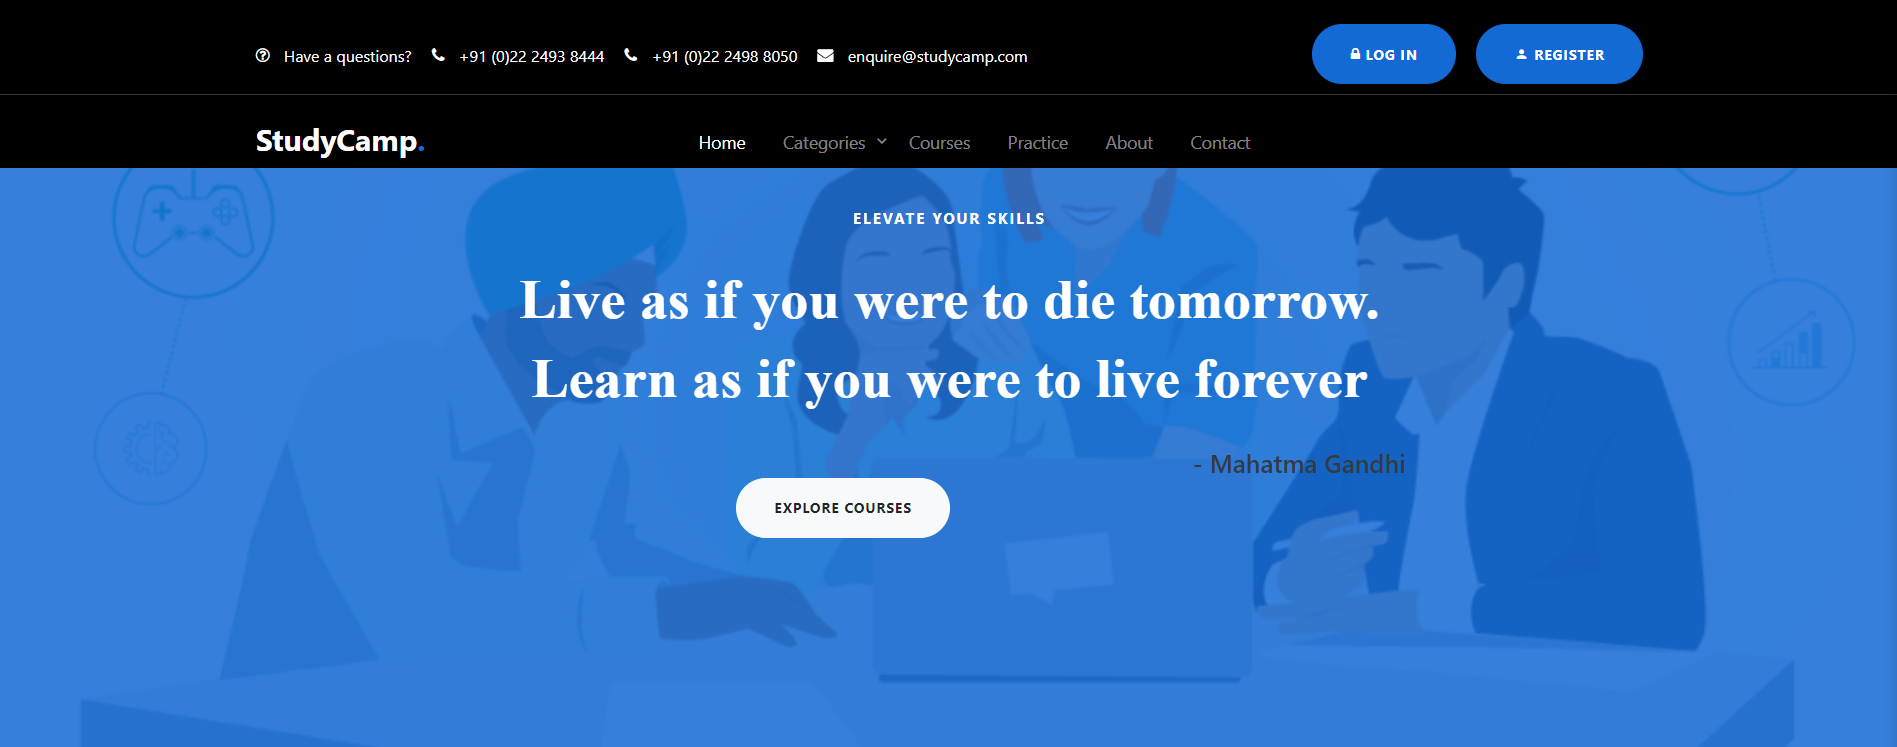 Have a questions? +91 (0)22 2493 8444 +91 (0)22 2498 8050 enquire@studycamp.com LOG IN REGISTER
StudyCamp. Home Categories Courses Practice About Contact
ELEVATE YOUR SKILLS
Live as if you were to die tomorrow.
Learn as if you were to live forever
- Mahatma Gandhi
EXPLORE COURSES